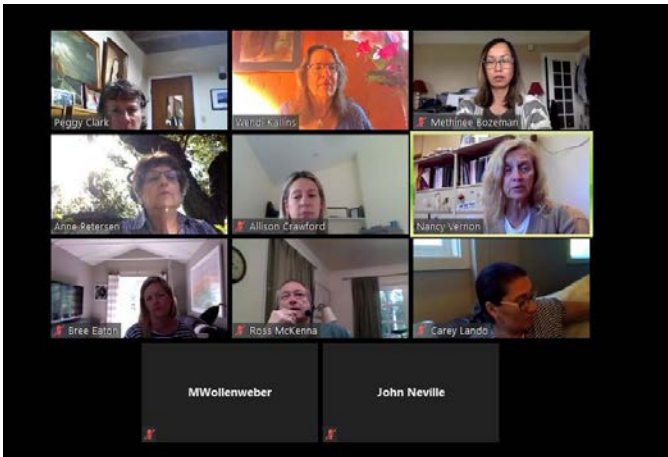 Peggy Clark
Wendi Kallins
Methinee Bozeman
Anne Petersen
Allison Crawford
Nancy Vernon
Bree Eaton
Ross McKenna
Carey Lando
MWollenweber
John Neville